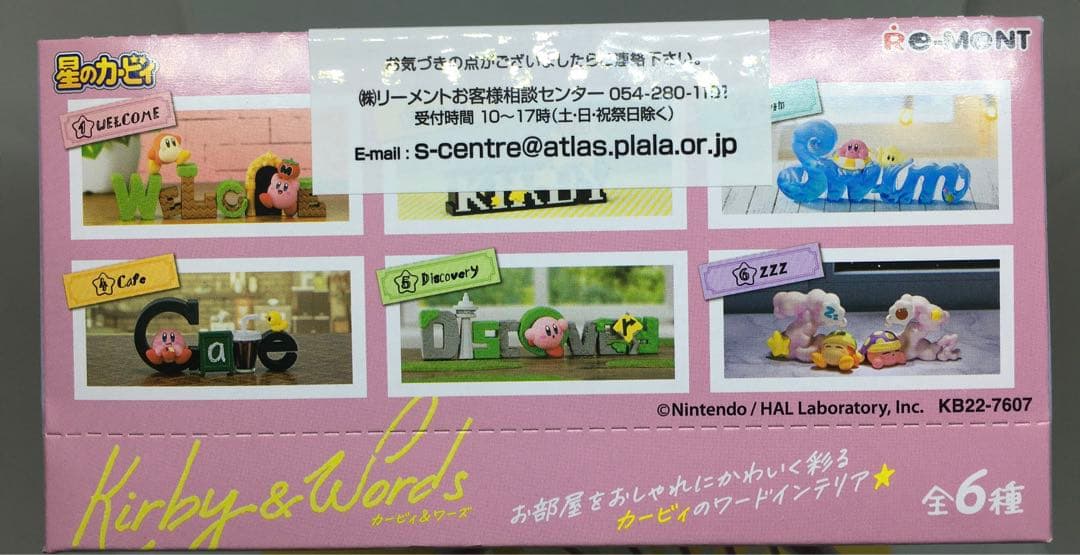 星のカービィ
Re-MENT
お気づきの点がございましたらご連絡下さい。
㈱リーメントお客様相談センター 054-280-110
受付時間 10〜17時(土・日・祝祭日除く)
E-mail : s-centre@atlas.plala.or.jp
1 WELCOME
Welcome
KIRBY
Swim
4 Cafe
Cafe
5 Discovery
DISCOVERY
6 ZZZ
©Nintendo / HAL Laboratory, Inc. KB22-7607
Kirby & Words
カービィ&ワーズ
お部屋をおしゃれにかわいく彩る
カービィのワードインテリア★
全6種